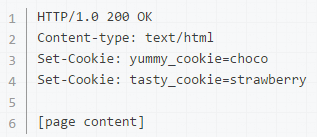 1 HTTP/1.0 200 OK
2 Content-type: text/html
3 Set-Cookie: yummy_cookie=choco
4 Set-Cookie: tasty_cookie=strawberry
5
6 [page content]